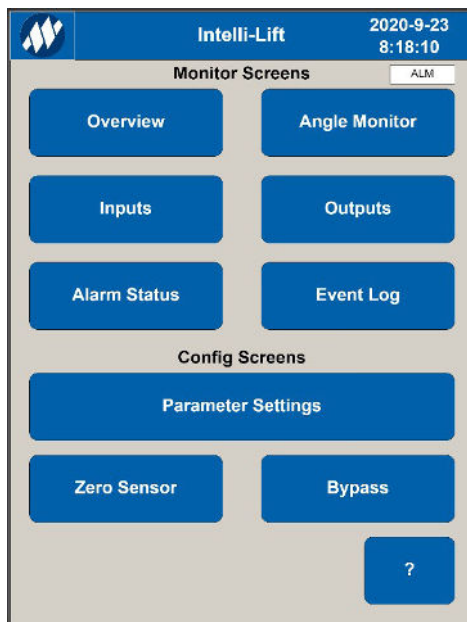 Intelli-Lift
2020-9-23
8:18:10
Monitor Screens
ALM
Overview
Angle Monitor
Inputs
Outputs
Alarm Status
Event Log
Config Screens
Parameter Settings
Zero Sensor
Bypass
?